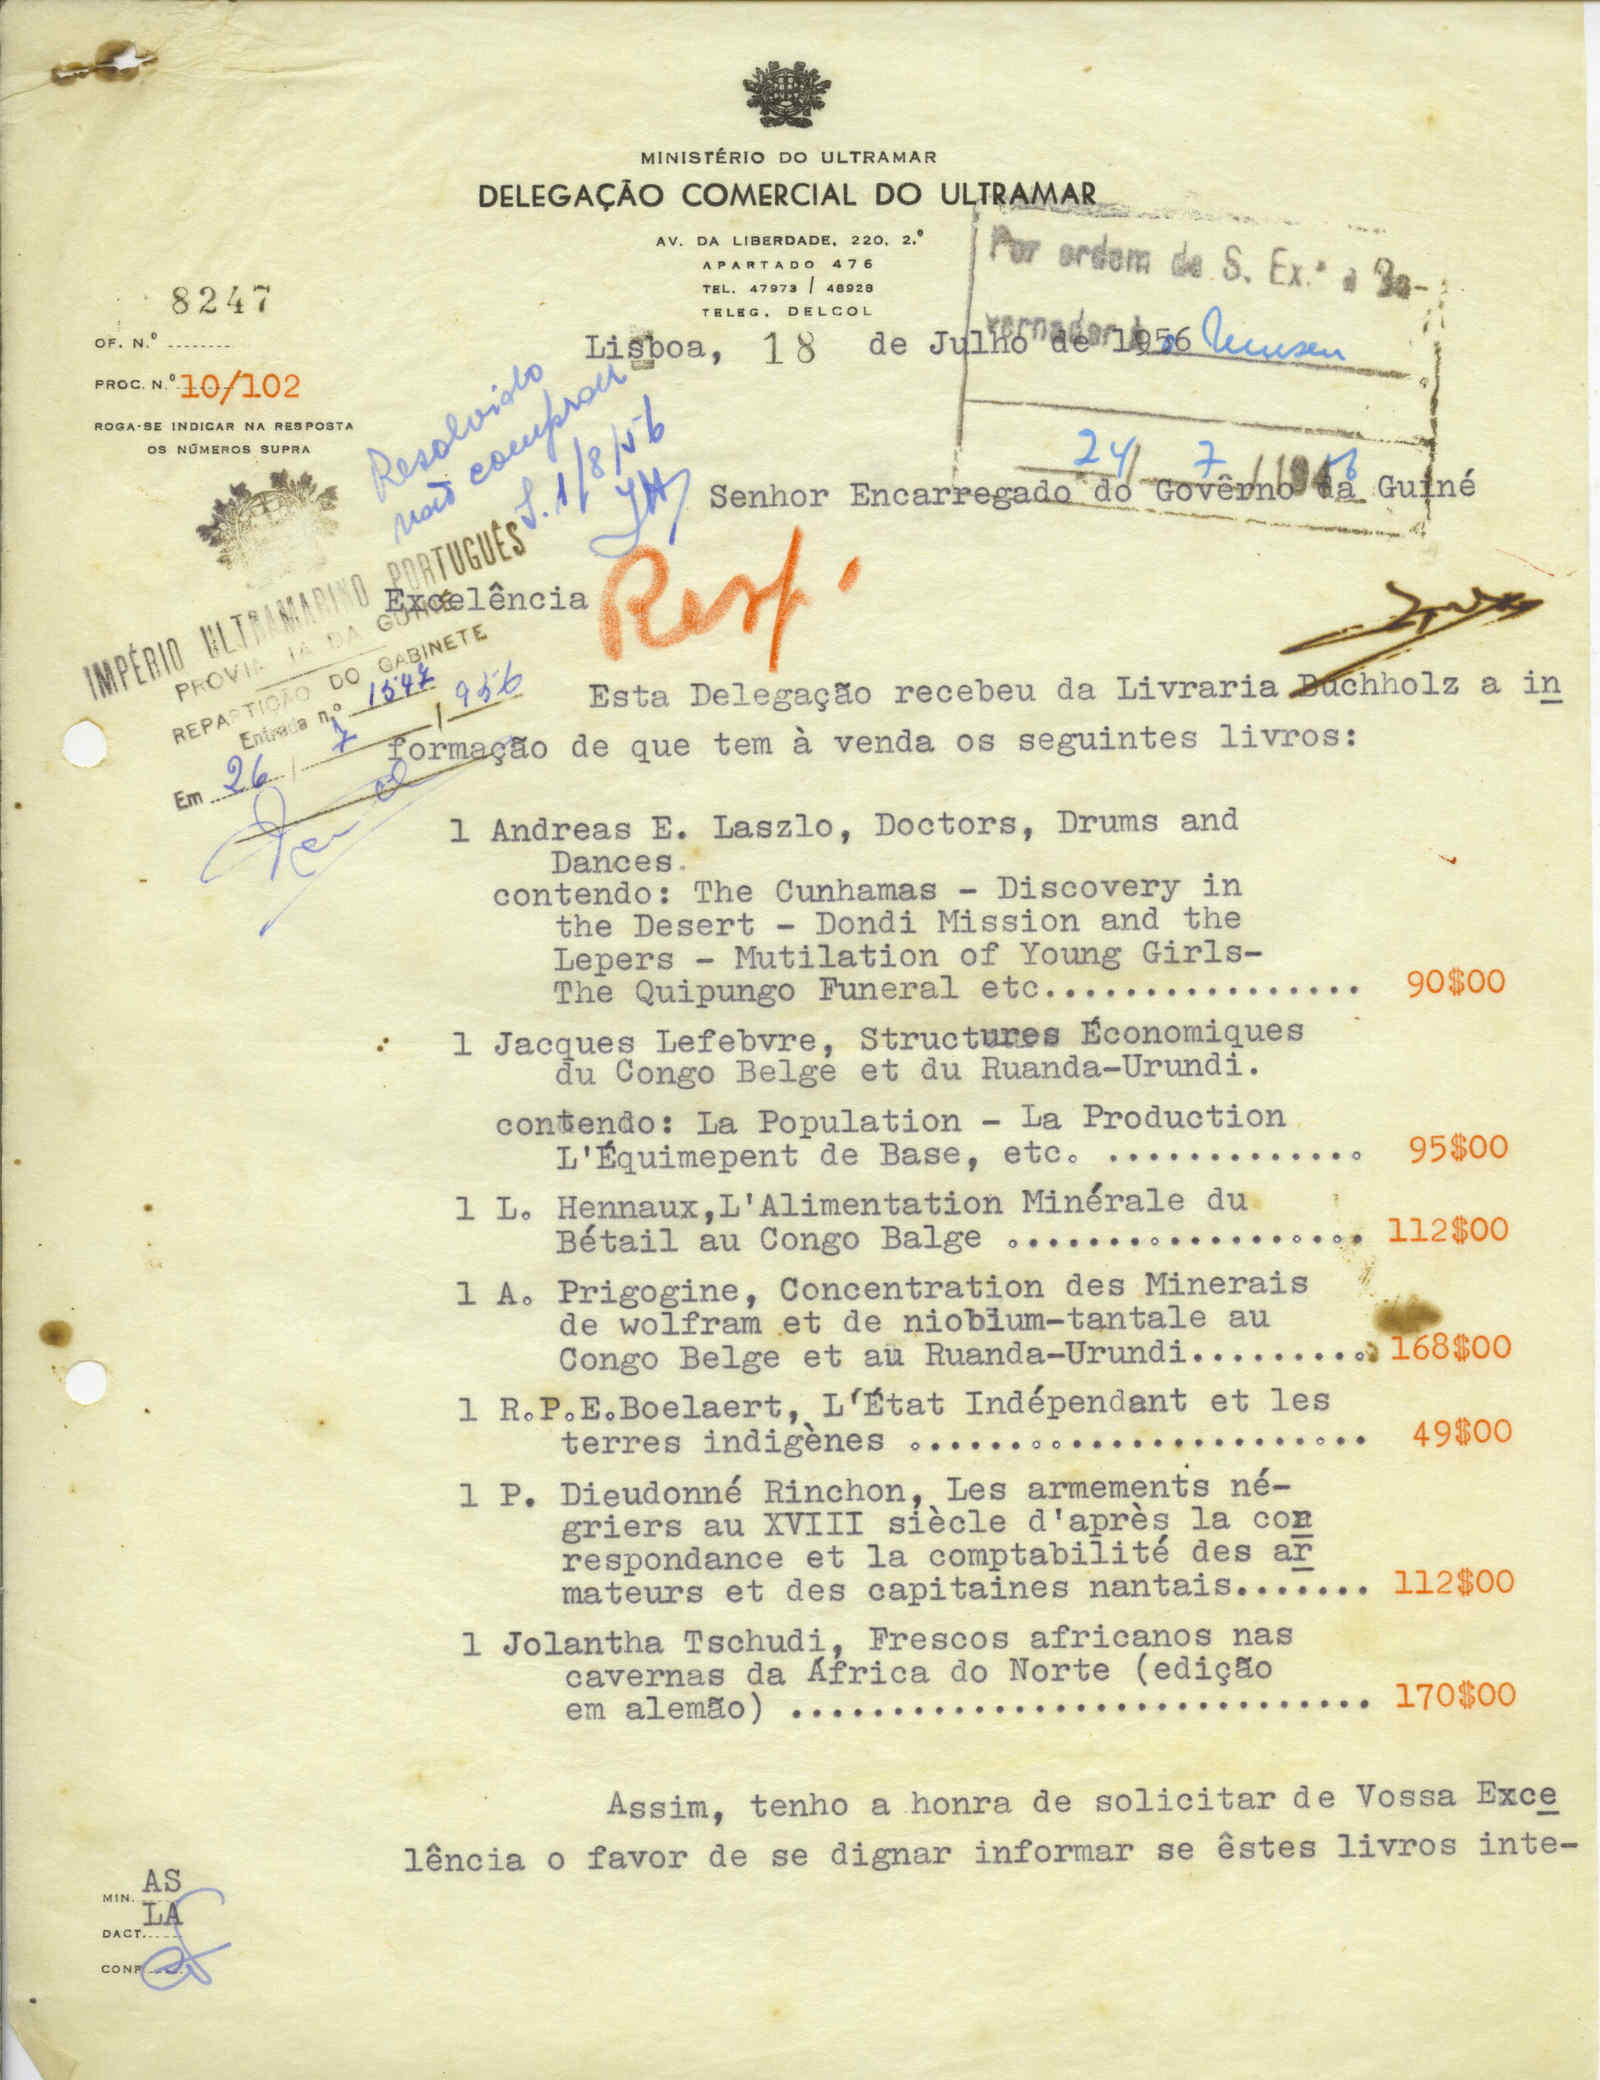 MINISTÉRIO DO ULTRAMAR
DELEGAÇÃO COMERCIAL DO ULTRAMAR
AV. DA LIBERDADE, 220, 2.º
APARTADO 476
TEL. 47973 / 48928
TELEG. DELCOL
Por ordem de S. Ex.ª o Go-
vernador
Museu
24/7/1956
8247
OF. N.º
PROC. N.º 10/102
ROGA-SE INDICAR NA RESPOSTA
OS NÚMEROS SUPRA
Lisboa, 18 de Julho de 1956
Resolvido
não comprar
S. 1/8/56
Senhor Encarregado do Govêrno da Guiné
IMPÉRIO ULTRAMARINO PORTUGUÊS
PROVINCIA DA GUINÉ
REPARTIÇÃO DO GABINETE
Entrada n.º 1547
Em 26 / 7 / 956
Excelência
Resp.
Esta Delegação recebeu da Livraria Buchholz a in
formação de que tem à venda os seguintes livros:
1 Andreas E. Laszlo, Doctors, Drums and
Dances.
contendo: The Cunhamas - Discovery in
the Desert - Dondi Mission and the
Lepers - Mutilation of Young Girls-
The Quipungo Funeral etc................ 90$00
1 Jacques Lefebvre, Structures Économiques
du Congo Belge et du Ruanda-Urundi.
contendo: La Population - La Production
L'Équimepent de Base, etc. ............. 95$00
1 L. Hennaux,L'Alimentation Minérale du
Bétail au Congo Balge .................. 112$00
1 A. Prigogine, Concentration des Minerais
de wolfram et de niobium-tantale au
Congo Belge et au Ruanda-Urundi.......... 168$00
1 R.P.E.Boelaert, L'État Indépendant et les
terres indigènes ....................... 49$00
1 P. Dieudonné Rinchon, Les armements né-
griers au XVIII siècle d'après la cor
respondance et la comptabilité des ar
mateurs et des capitaines nantais....... 112$00
1 Jolantha Tschudi, Frescos africanos nas
cavernas da África do Norte (edição
em alemão) ............................. 170$00
Assim, tenho a honra de solicitar de Vossa Exce
lência o favor de se dignar informar se êstes livros inte-
MIN. AS
DACT. LA
CONF.